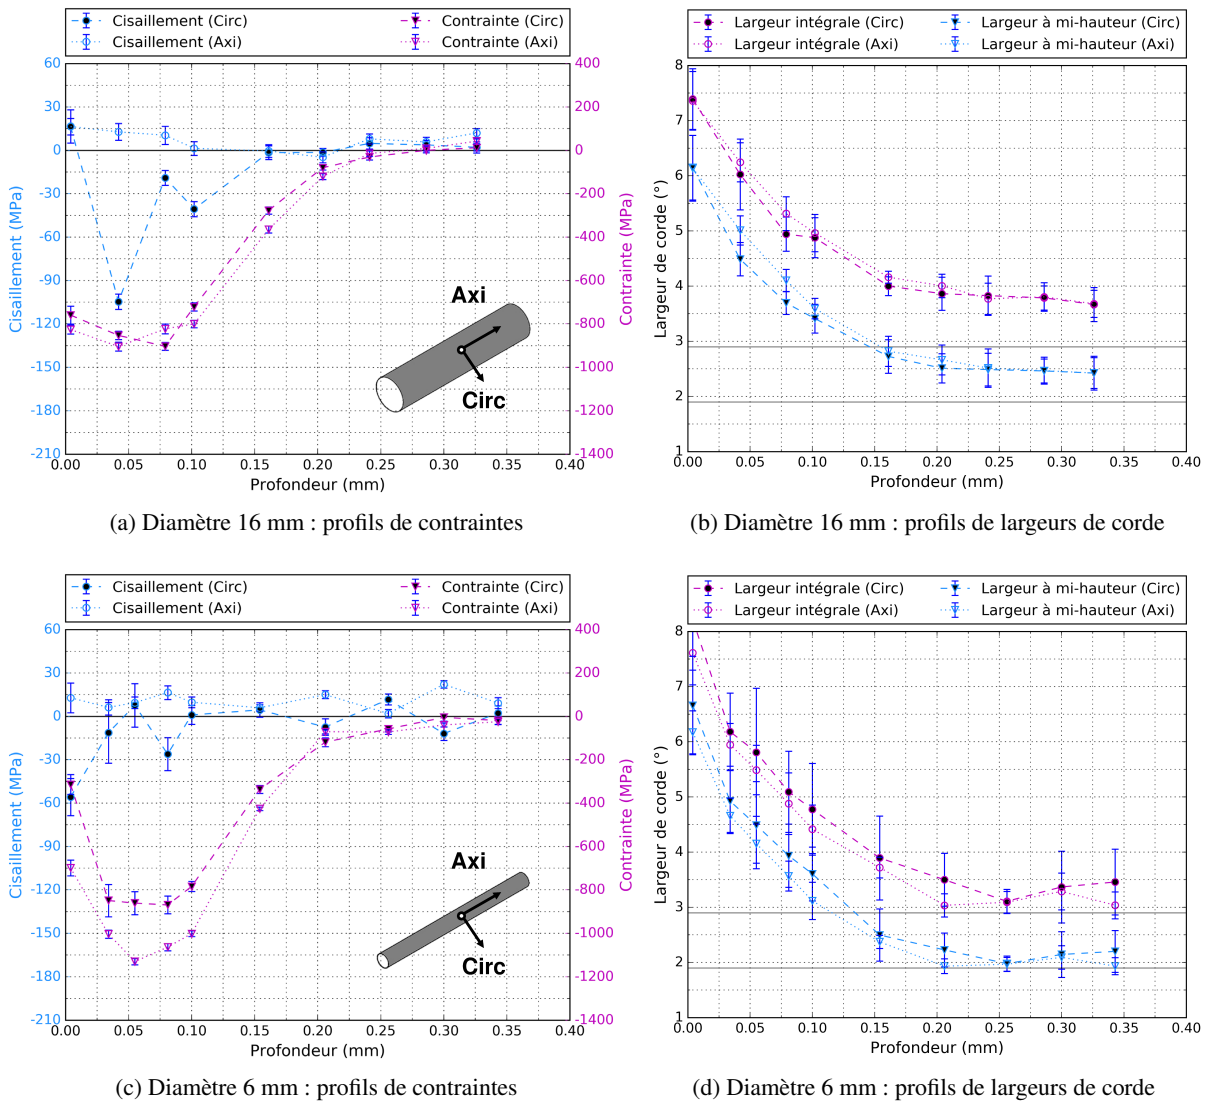 Cisaillement (Circ)
Cisaillement (Axi)
Contrainte (Circ)
Contrainte (Axi)
60
30
0
-30
-60
-90
-120
-150
-180
-210
Cisaillement (MPa)
400
200
0
-200
-400
-600
-800
-1000
-1200
-1400
Contrainte (MPa)
Axi
Circ
0.00
0.05
0.10
0.15
0.20
0.25
0.30
0.35
0.40
Profondeur (mm)
(a) Diamètre 16 mm : profils de contraintes
Largeur intégrale (Circ)
Largeur intégrale (Axi)
Largeur à mi-hauteur (Circ)
Largeur à mi-hauteur (Axi)
8
7
6
5
4
3
2
1
Largeur de corde (°)
0.00
0.05
0.10
0.15
0.20
0.25
0.30
0.35
0.40
Profondeur (mm)
(b) Diamètre 16 mm : profils de largeurs de corde
Cisaillement (Circ)
Cisaillement (Axi)
Contrainte (Circ)
Contrainte (Axi)
60
30
0
-30
-60
-90
-120
-150
-180
-210
Cisaillement (MPa)
400
200
0
-200
-400
-600
-800
-1000
-1200
-1400
Contrainte (MPa)
Axi
Circ
0.00
0.05
0.10
0.15
0.20
0.25
0.30
0.35
0.40
Profondeur (mm)
(c) Diamètre 6 mm : profils de contraintes
Largeur intégrale (Circ)
Largeur intégrale (Axi)
Largeur à mi-hauteur (Circ)
Largeur à mi-hauteur (Axi)
8
7
6
5
4
3
2
1
Largeur de corde (°)
0.00
0.05
0.10
0.15
0.20
0.25
0.30
0.35
0.40
Profondeur (mm)
(d) Diamètre 6 mm : profils de largeurs de corde